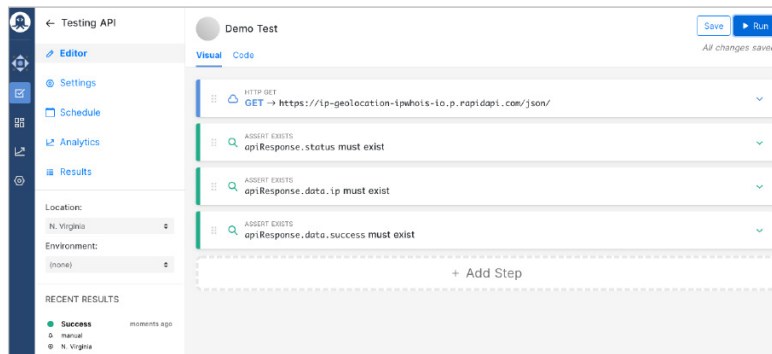 ← Testing API
Editor
Settings
Schedule
Analytics
Results
Location:
N. Virginia
Environment:
(none)
RECENT RESULTS
Success moments ago
manual
N. Virginia
Demo Test
Save
Run
All changes saved
Visual Code
HTTP GET
GET → https://ip-geolocation-ipwhois-io.p.rapidapi.com/json/
ASSERT EXISTS
apiResponse.status must exist
ASSERT EXISTS
apiResponse.data.ip must exist
ASSERT EXISTS
apiResponse.data.success must exist
+ Add Step